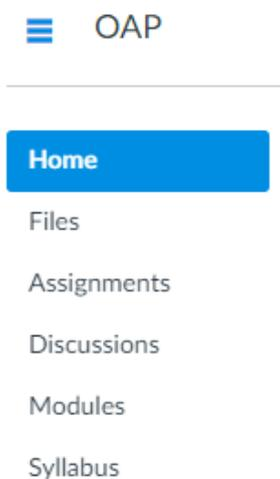 OAP
Home
Files
Assignments
Discussions
Modules
Syllabus